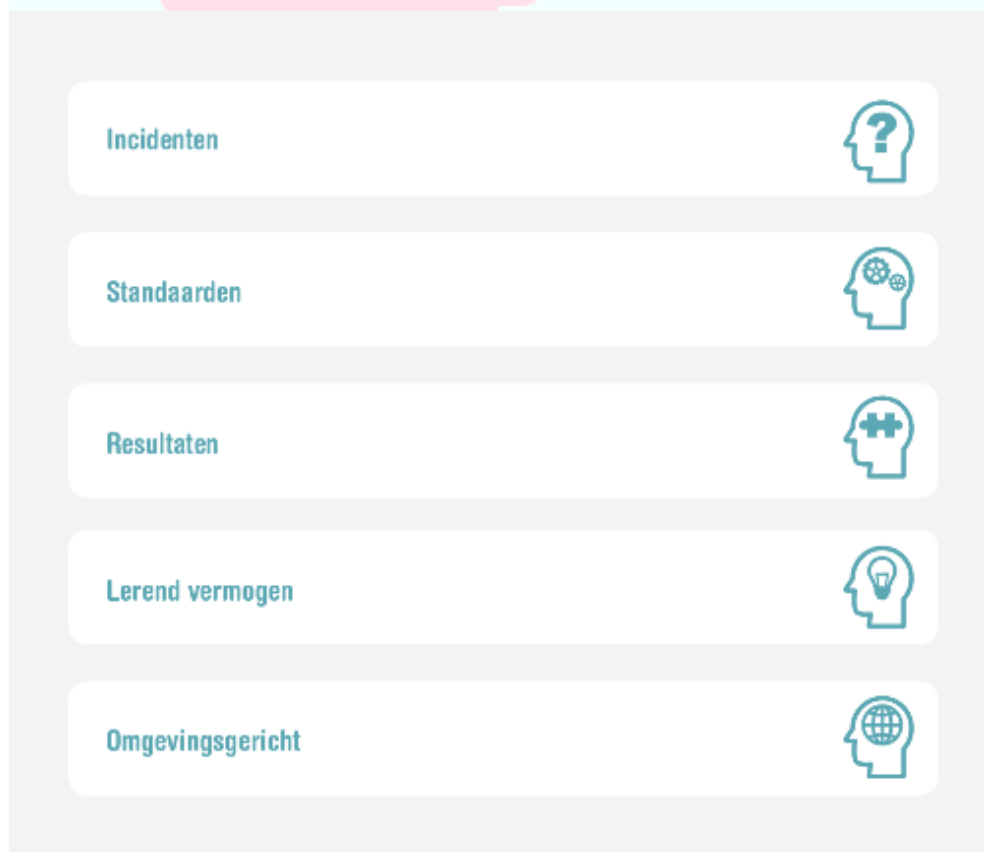 Incidenten
Standaarden
Resultaten
Lerend vermogen
Omgevingsgericht